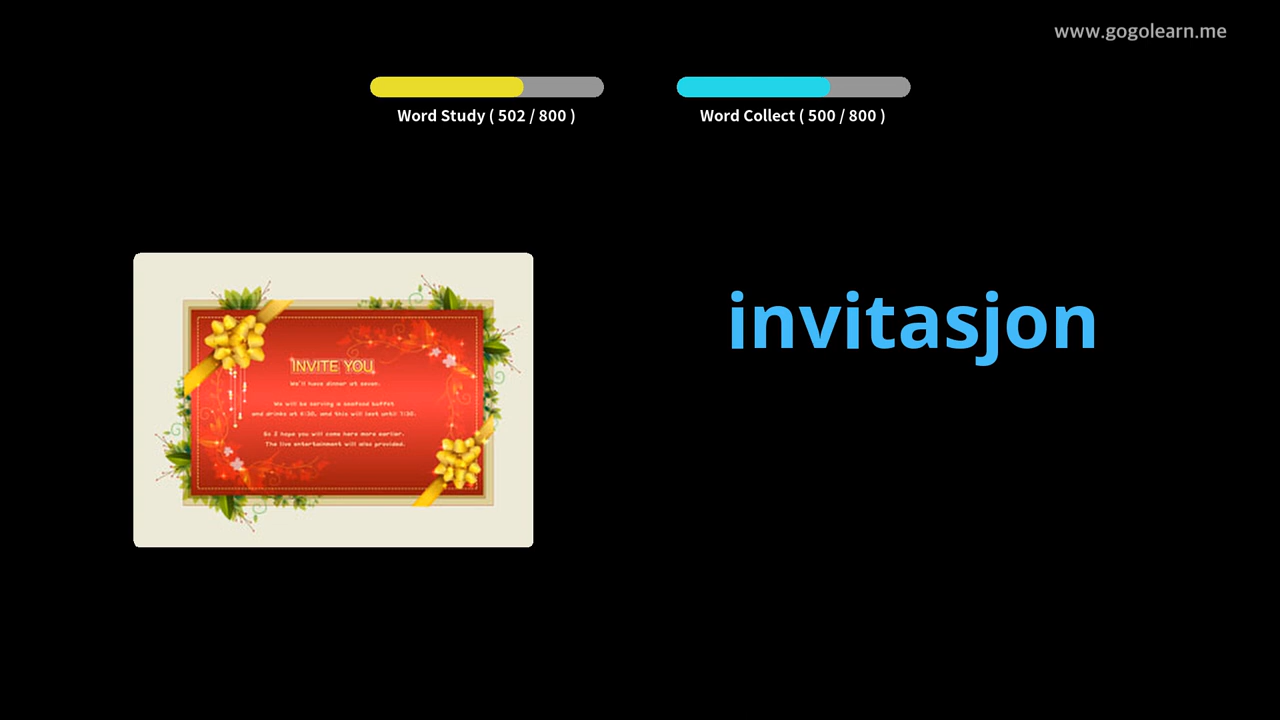 www.gogolearn.me
Word Study ( 502 / 800 )
Word Collect ( 500 / 800 )
invitasjon
INVITE YOU
We'll have dinner at seven.
We will be serving a seafood buffet
and drinks at 6:30, and this will last until 7:30.
So I hope you will come here more earlier.
The live entertainment will also provided.